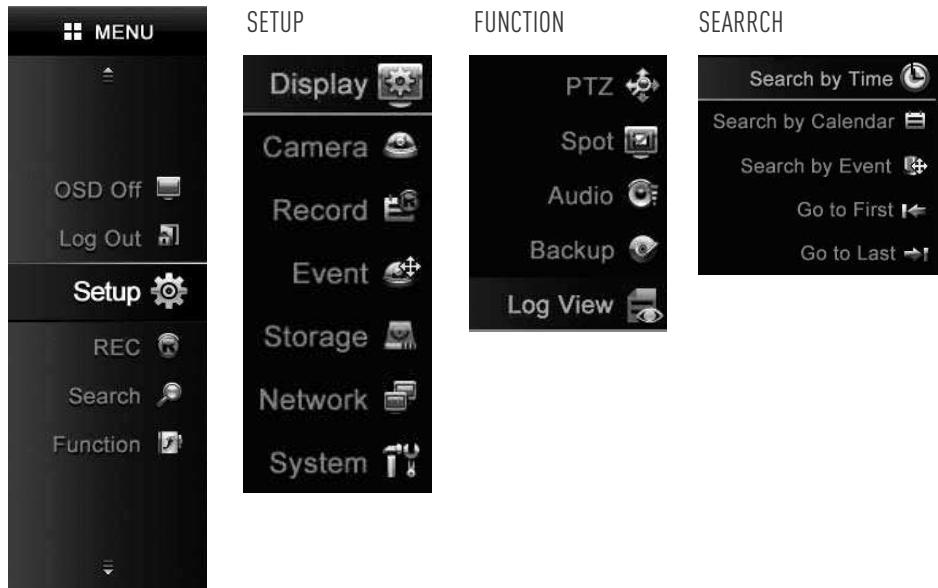 MENU
OSD Off
Log Out
Setup
REC
Search
Function
SETUP
Display
Camera
Record
Event
Storage
Network
System
FUNCTION
PTZ
Spot
Audio
Backup
Log View
SEARRCH
Search by Time
Search by Calendar
Search by Event
Go to First
Go to Last